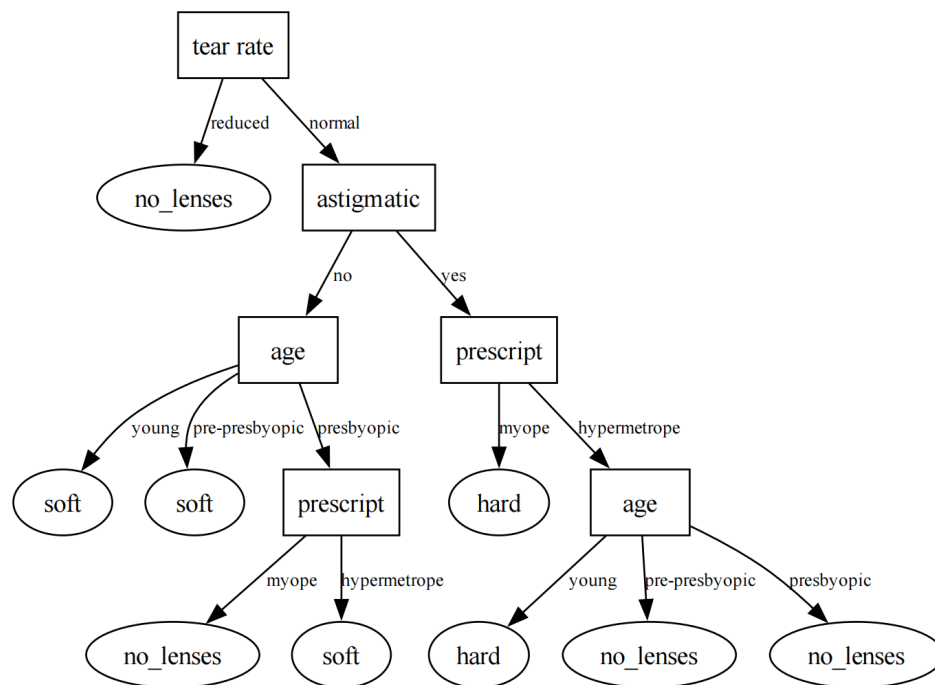 tear rate
reduced normal
no_lenses astigmatic
no yes
age prescript
young pre-presbyopic presbyopic myope hypermetrope
soft soft prescript hard age
myope hypermetrope young pre-presbyopic presbyopic
no_lenses soft hard no_lenses no_lenses